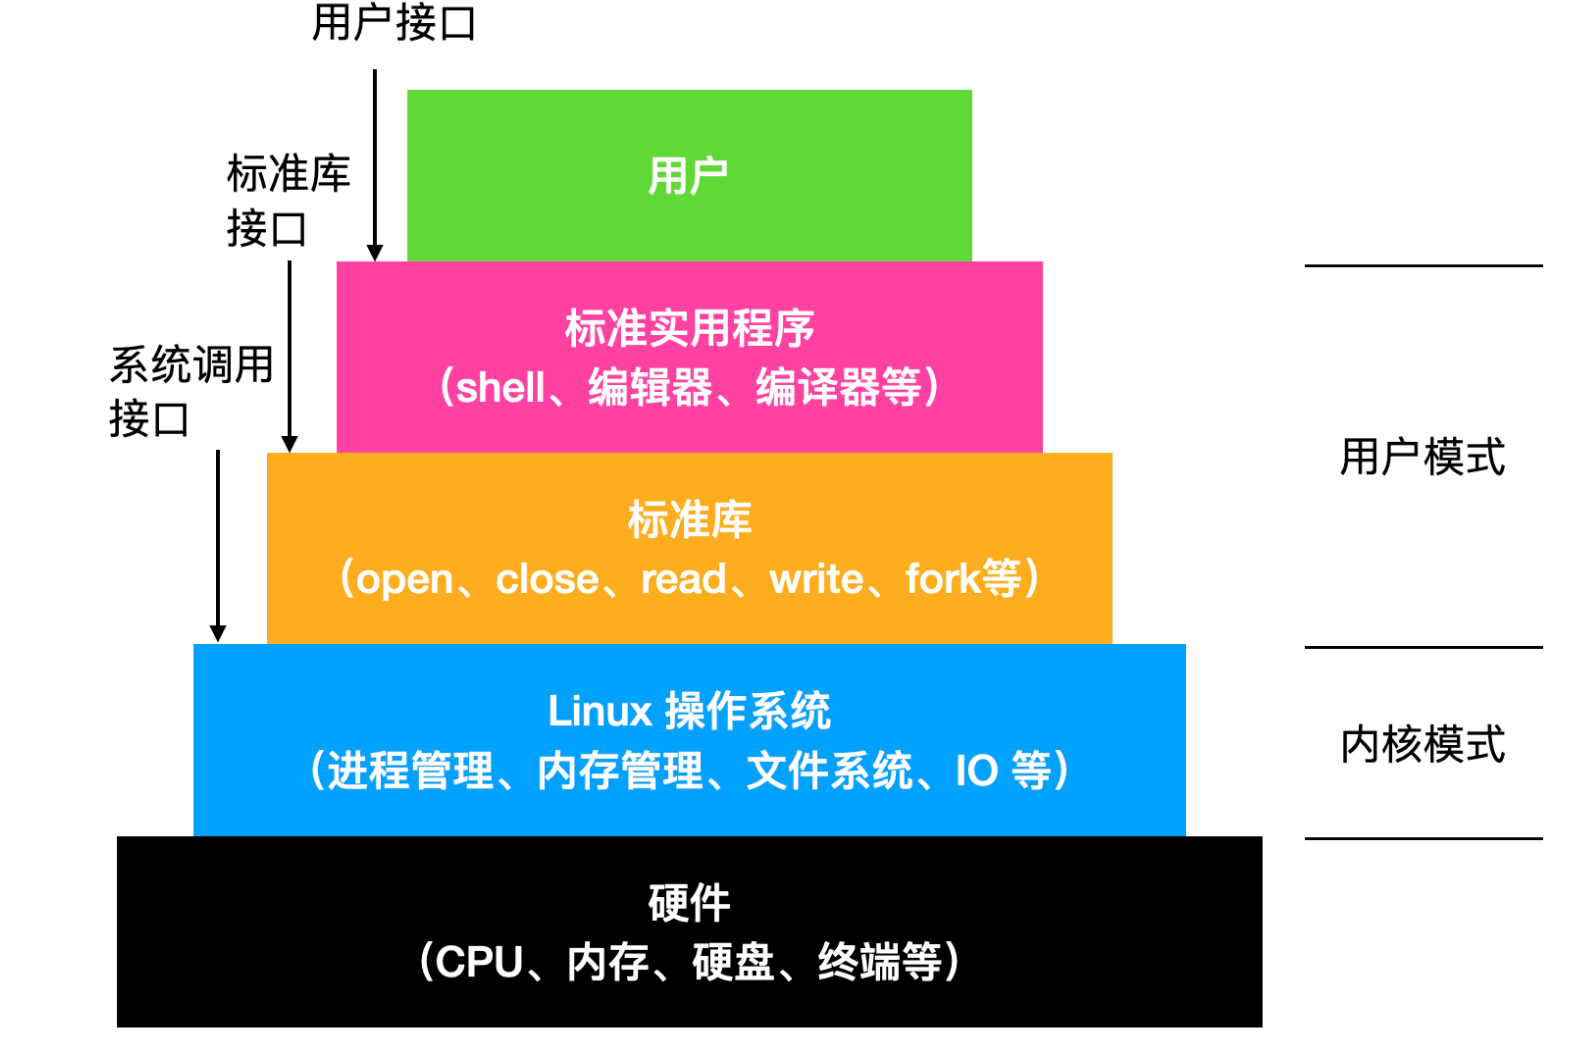 用户接口
用户
标准库
接口
标准实用程序
（shell、编辑器、编译器等）
系统调用
接口
用户模式
标准库
（open、close、read、write、fork等）
Linux 操作系统
（进程管理、内存管理、文件系统、IO 等）
内核模式
硬件
（CPU、内存、硬盘、终端等）